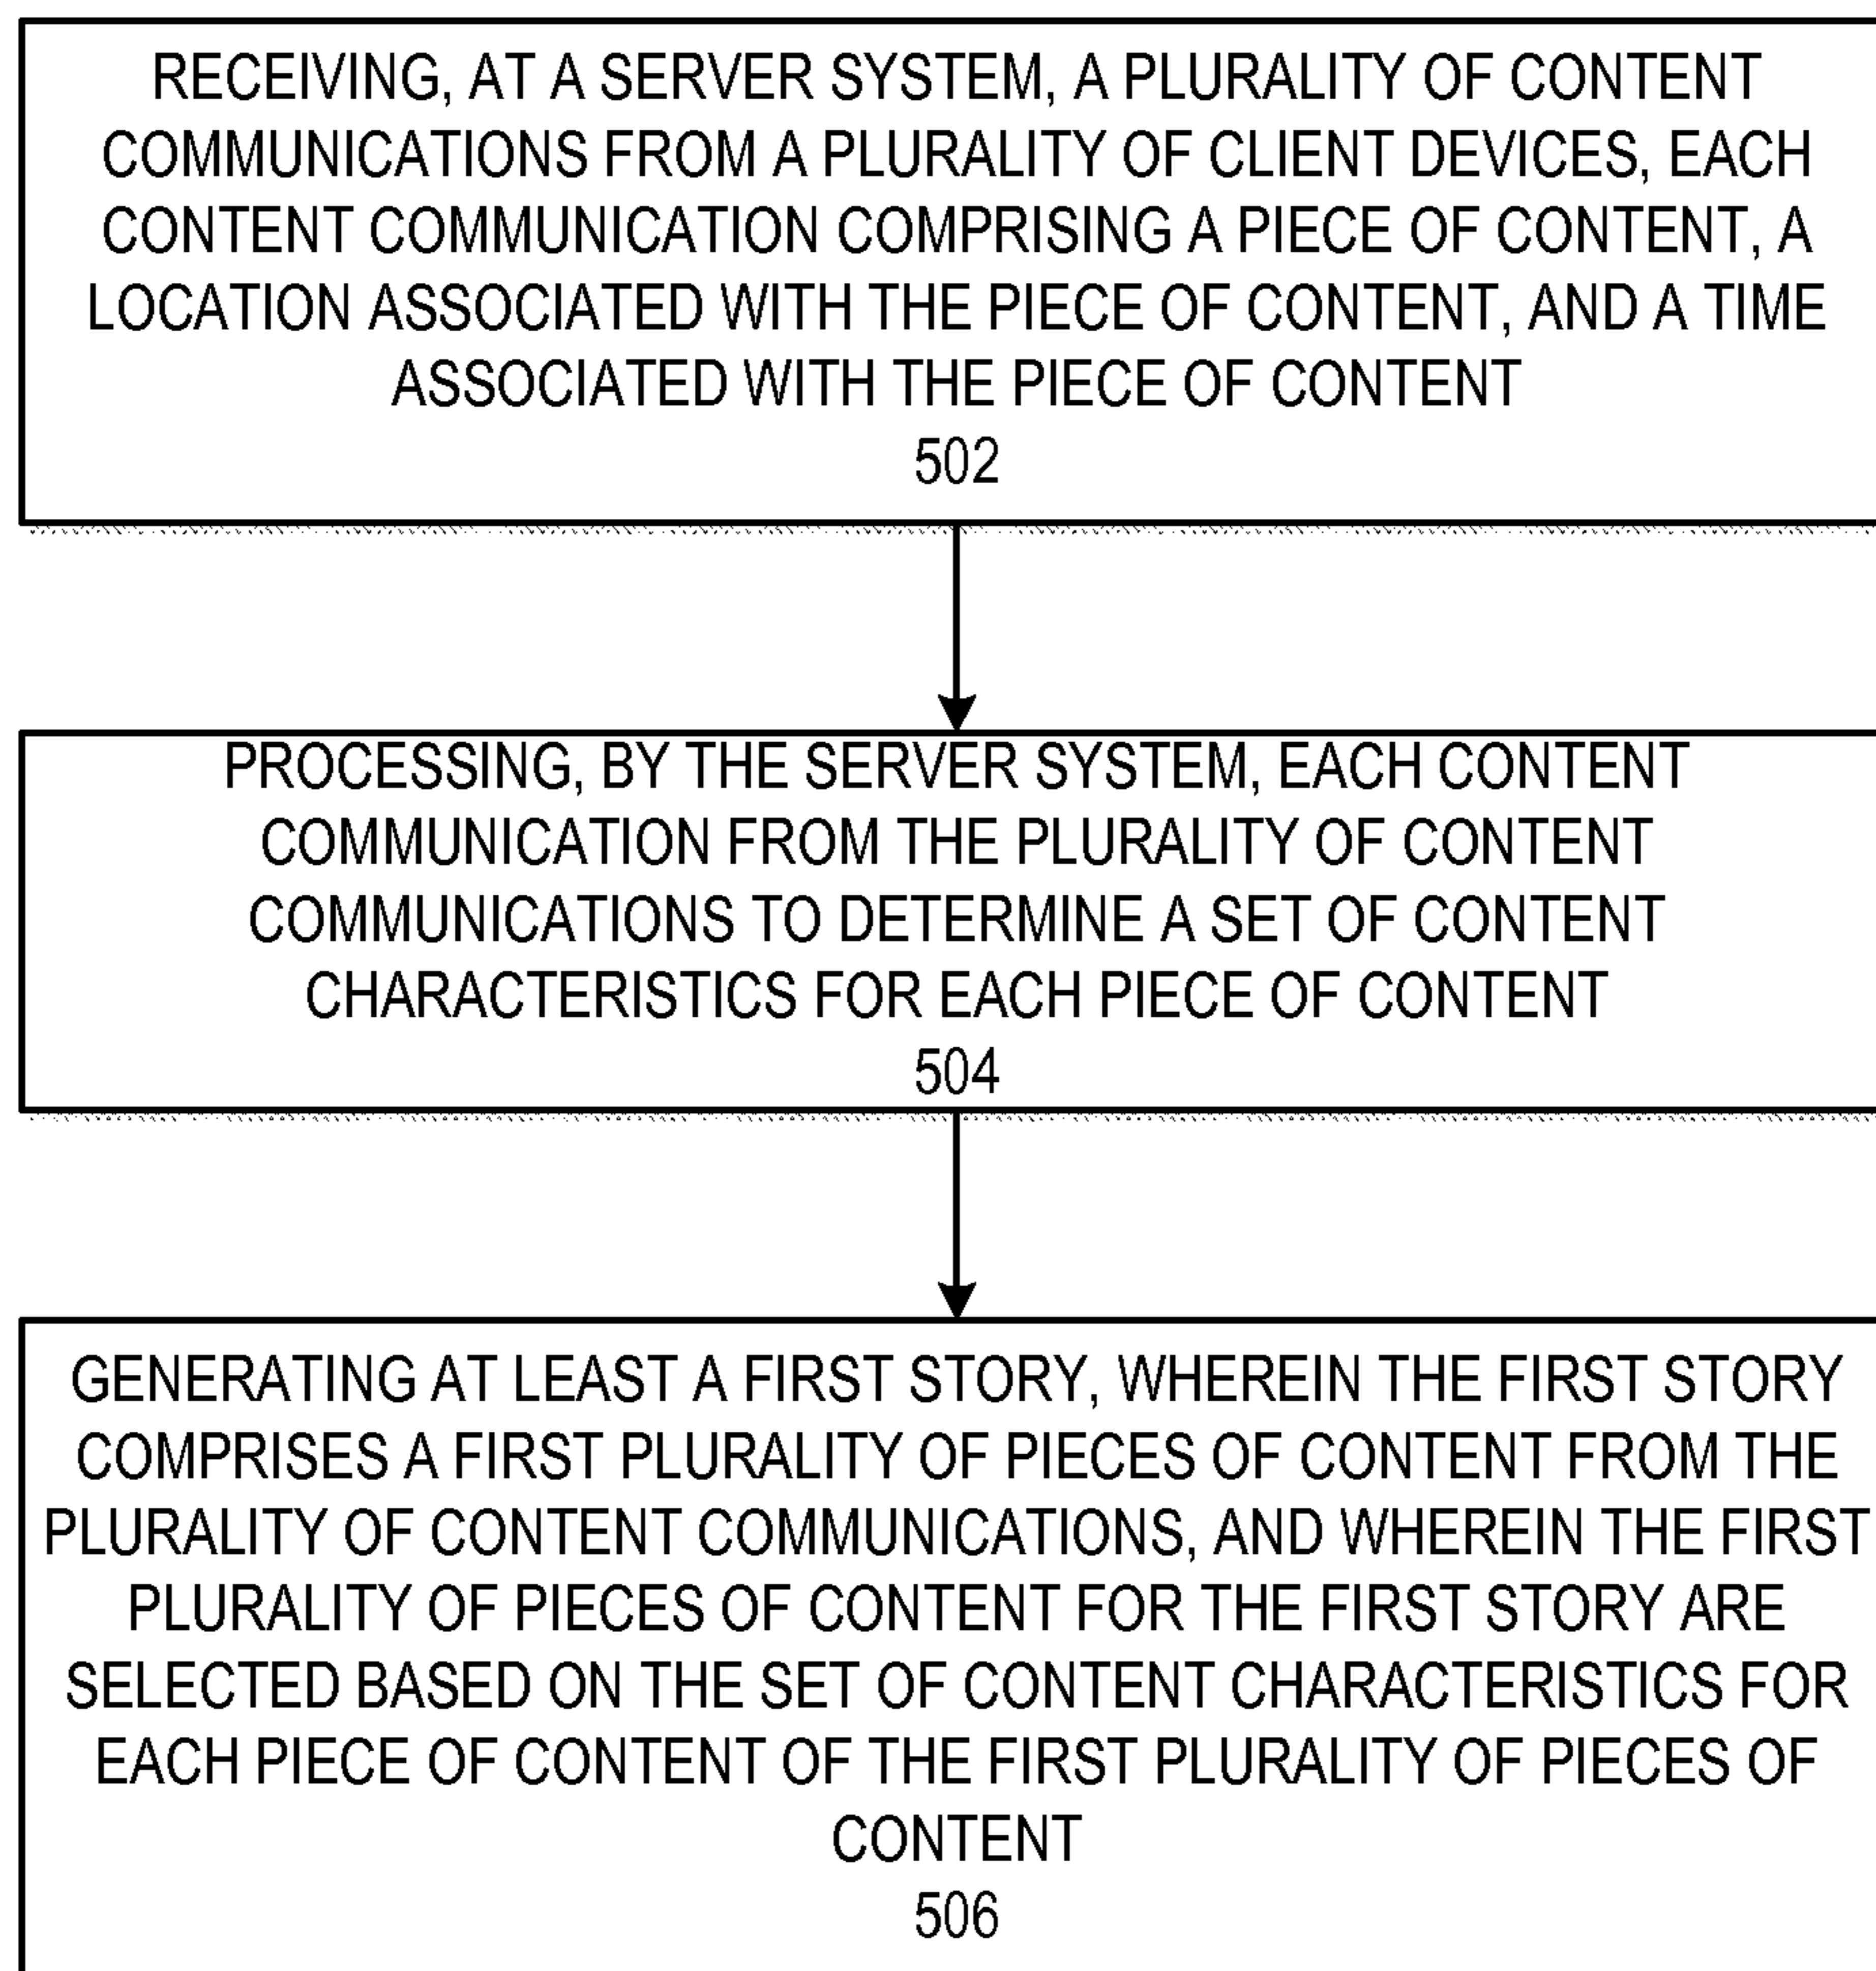 RECEIVING, AT A SERVER SYSTEM, A PLURALITY OF CONTENT
COMMUNICATIONS FROM A PLURALITY OF CLIENT DEVICES, EACH
CONTENT COMMUNICATION COMPRISING A PIECE OF CONTENT, A
LOCATION ASSOCIATED WITH THE PIECE OF CONTENT, AND A TIME
ASSOCIATED WITH THE PIECE OF CONTENT
502
PROCESSING, BY THE SERVER SYSTEM, EACH CONTENT
COMMUNICATION FROM THE PLURALITY OF CONTENT
COMMUNICATIONS TO DETERMINE A SET OF CONTENT
CHARACTERISTICS FOR EACH PIECE OF CONTENT
504
GENERATING AT LEAST A FIRST STORY, WHEREIN THE FIRST STORY
COMPRISES A FIRST PLURALITY OF PIECES OF CONTENT FROM THE
PLURALITY OF CONTENT COMMUNICATIONS, AND WHEREIN THE FIRST
PLURALITY OF PIECES OF CONTENT FOR THE FIRST STORY ARE
SELECTED BASED ON THE SET OF CONTENT CHARACTERISTICS FOR
EACH PIECE OF CONTENT OF THE FIRST PLURALITY OF PIECES OF
CONTENT
506